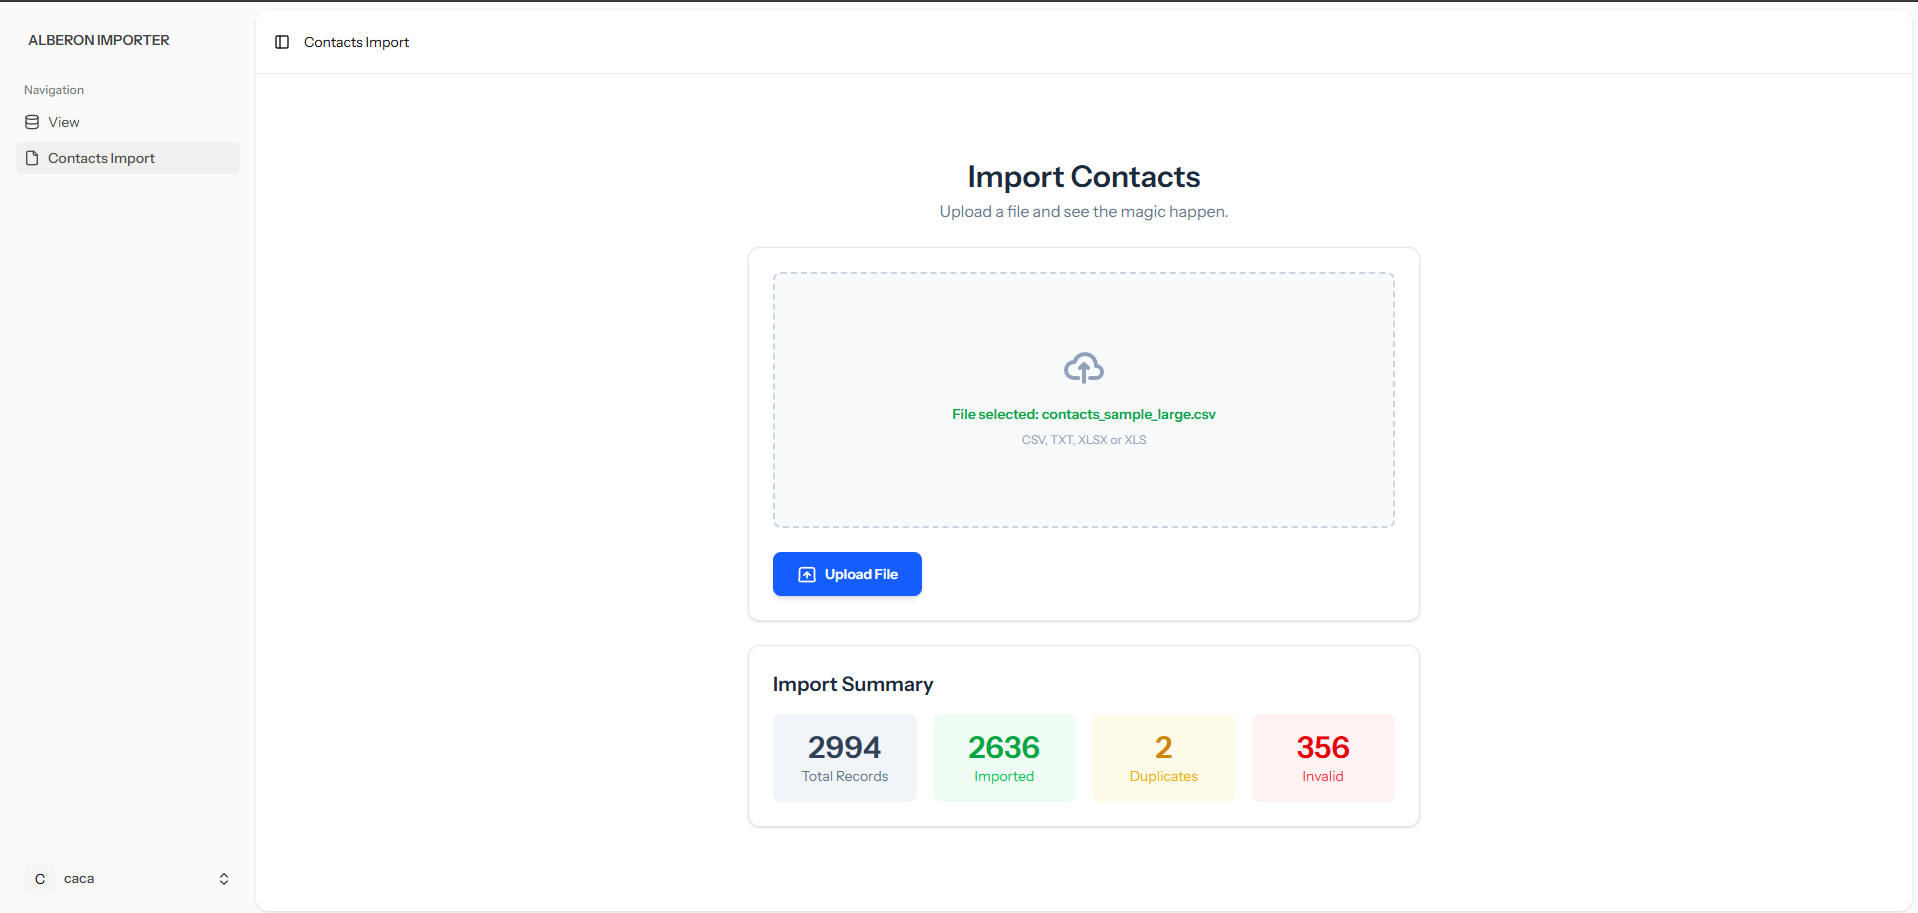 ALBERON IMPORTER
Navigation
View
Contacts Import
C caca
Contacts Import
Import Contacts
Upload a file and see the magic happen.
File selected: contacts_sample_large.csv
CSV, TXT, XLSX or XLS
Upload File
Import Summary
2994
Total Records
2636
Imported
2
Duplicates
356
Invalid